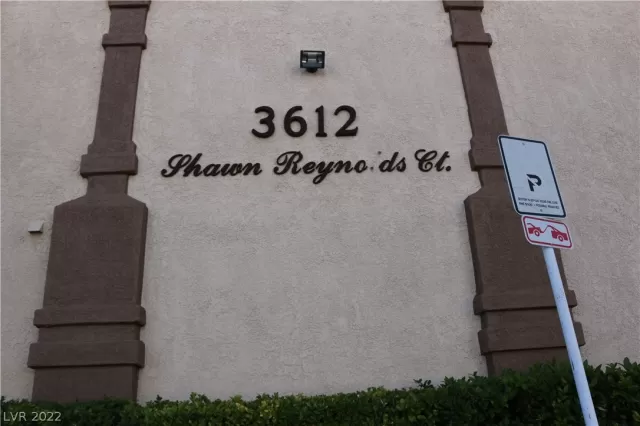 3612
Shawn Reyno ds Ct.
P
LVR 2022